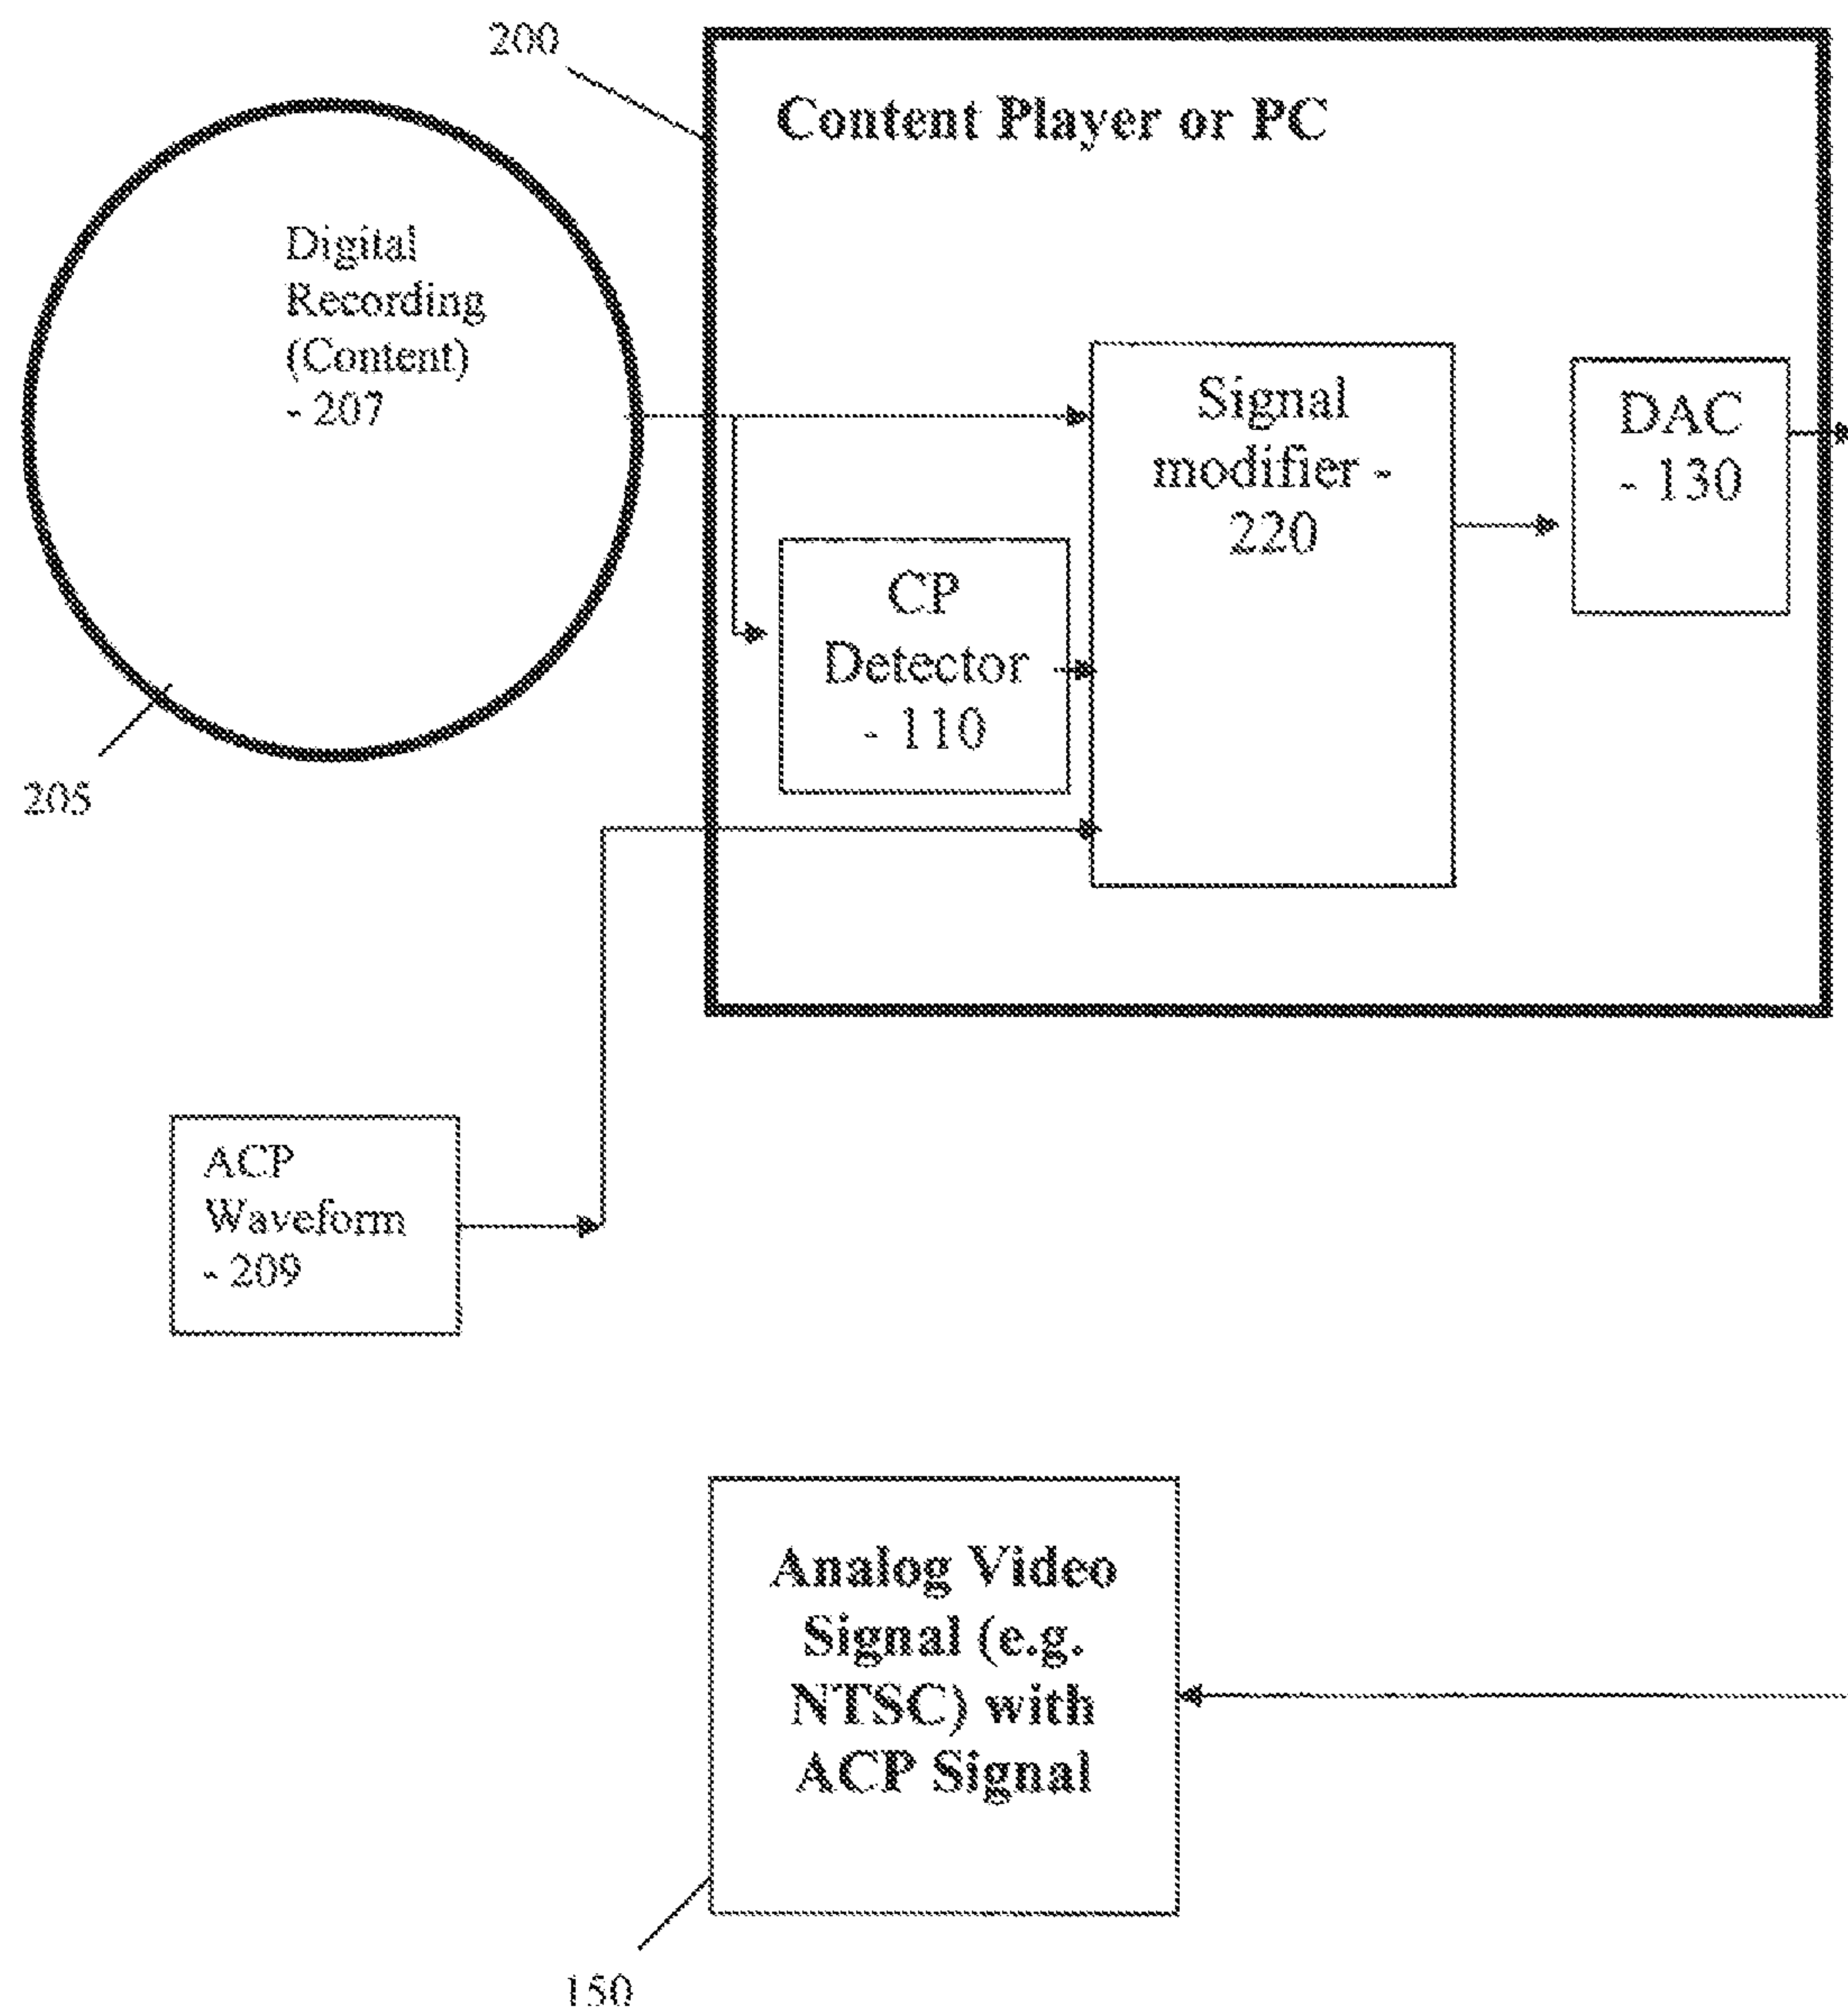 200
Content Player or PC
Digital
Recording
(Content)
- 207
Signal
modifier -
220
DAC
- 130
CP
Detector
- 110
205
ACP
Waveform
- 209
Analog Video
Signal (e.g.
NTSC) with
ACP Signal
150